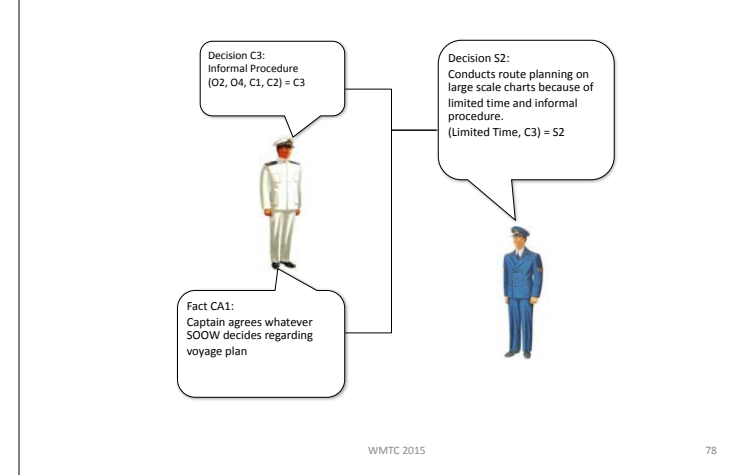 Decision C3:
Informal Procedure
(O2, O4, C1, C2) = C3
Decision S2:
Conducts route planning on
large scale charts because of
limited time and informal
procedure.
(Limited Time, C3) = S2
Fact CA1:
Captain agrees whatever
SOOW decides regarding
voyage plan
WMTC 2015
78